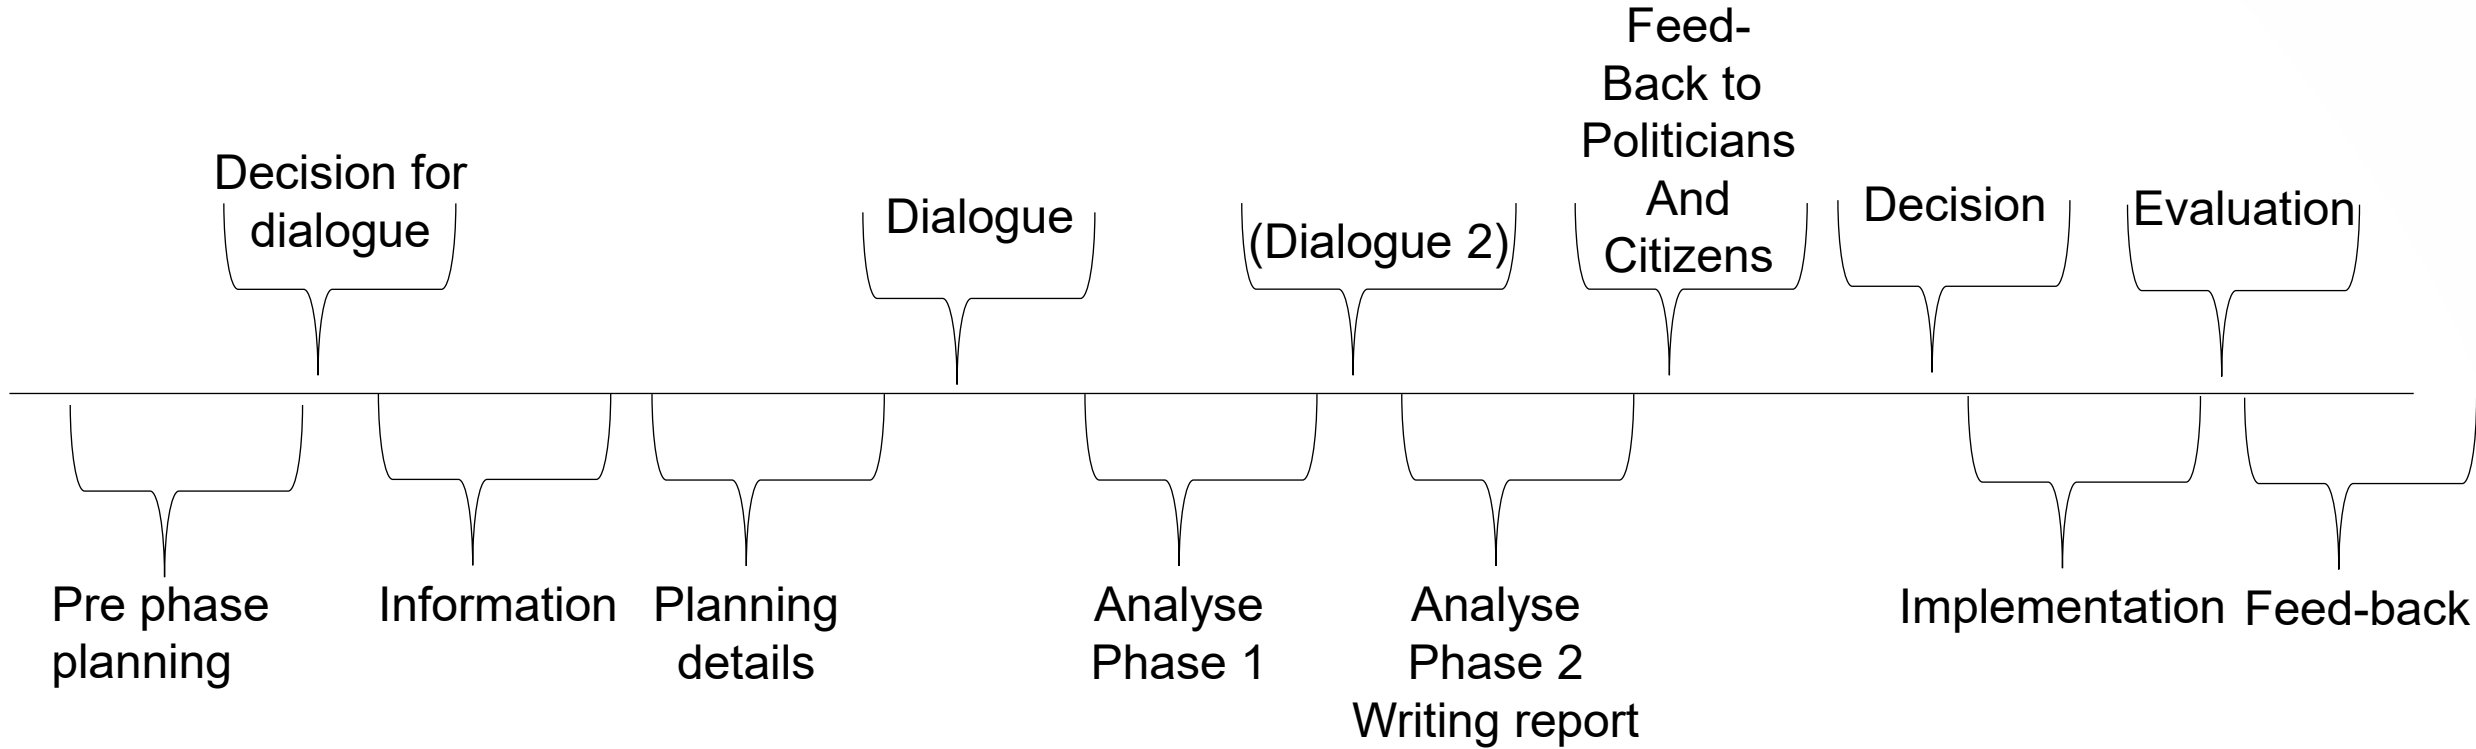 Feed-
Back to
Politicians
And
Citizens
Decision for
dialogue
Dialogue
(Dialogue 2)
Decision
Evaluation
Pre phase
planning
Information
Planning
details
Analyse
Phase 1
Analyse
Phase 2
Writing report
Implementation
Feed-back